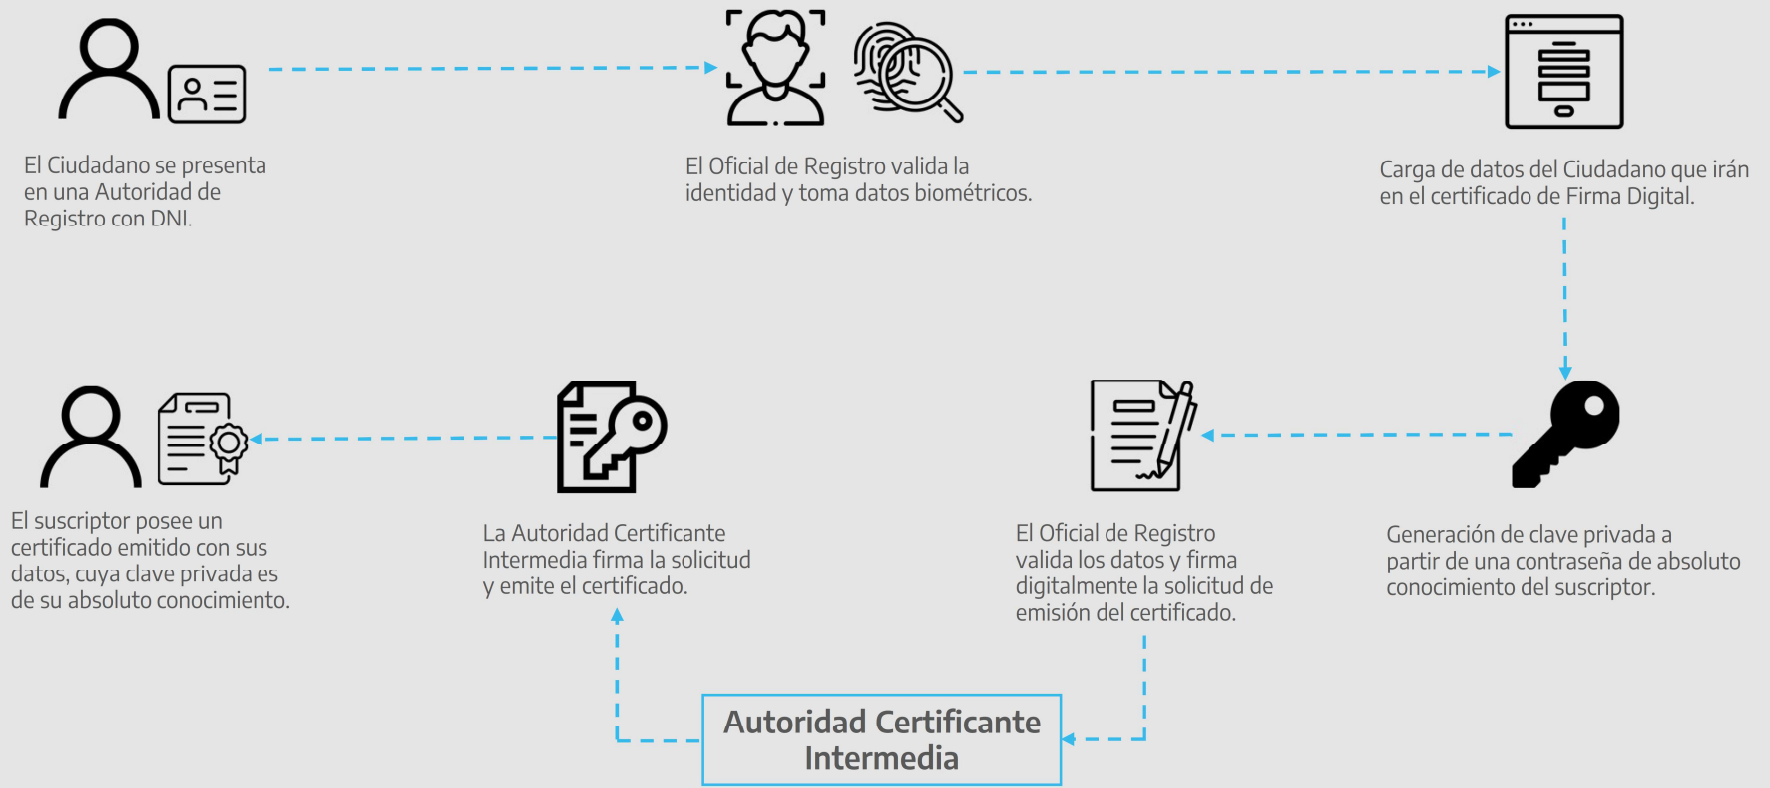 El Ciudadano se presenta
en una Autoridad de
Registro con DNI.
El Oficial de Registro valida la
identidad y toma datos biométricos.
Carga de datos del Ciudadano que irán
en el certificado de Firma Digital.
Generación de clave privada a
partir de una contraseña de absoluto
conocimiento del suscriptor.
El Oficial de Registro
valida los datos y firma
digitalmente la solicitud de
emisión del certificado.
Autoridad Certificante
Intermedia
La Autoridad Certificante
Intermedia firma la solicitud
y emite el certificado.
El suscriptor posee un
certificado emitido con sus
datos, cuya clave privada es
de su absoluto conocimiento.